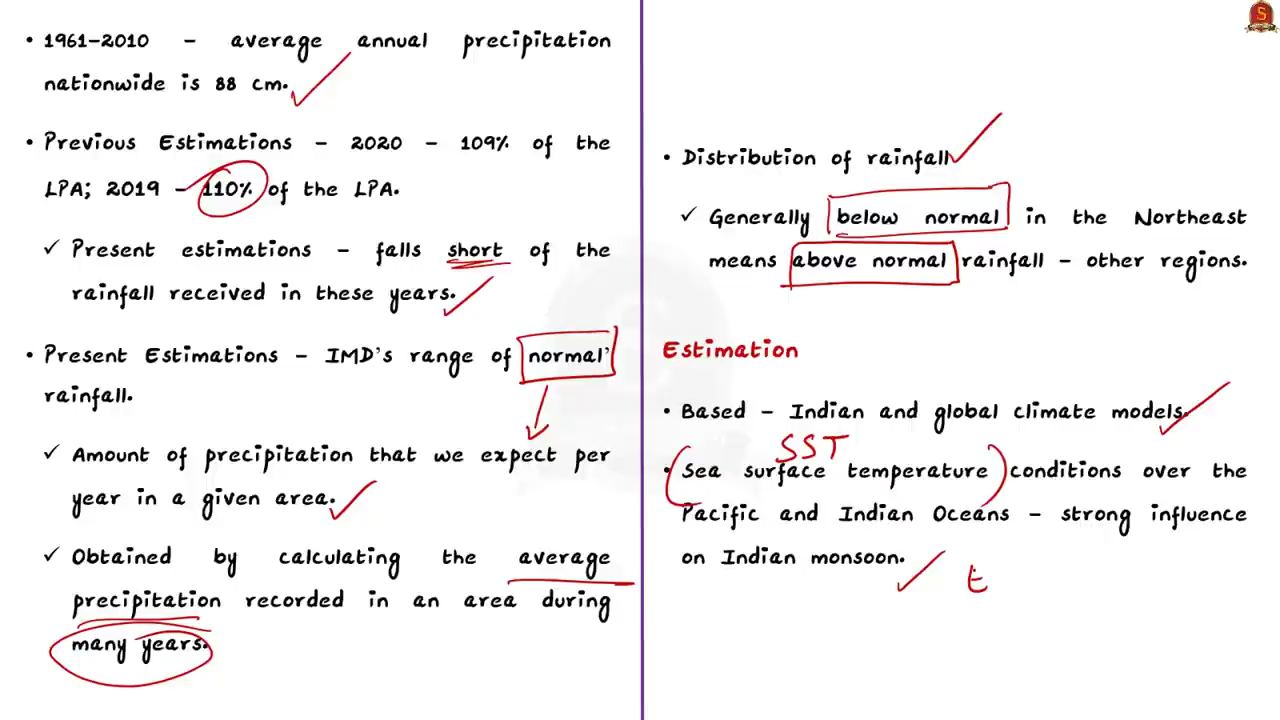 • 1961-2010 - average annual precipitation
nationwide is 88 cm.
• Previous Estimations - 2020 - 109% of the
LPA; 2019 - 110% of the LPA.
✓ Present estimations - falls short of the
rainfall received in these years.
• Present Estimations - IMD's range of normal'
rainfall.
✓ Amount of precipitation that we expect per
year in a given area.
✓ Obtained by calculating the average
precipitation recorded in an area during
many years.
S
• Distribution of rainfall
✓ Generally below normal in the Northeast
means above normal rainfall - other regions.
Estimation
• Based - Indian and global climate models.
SST
• Sea surface temperature conditions over the
Pacific and Indian Oceans - strong influence
on Indian monsoon.